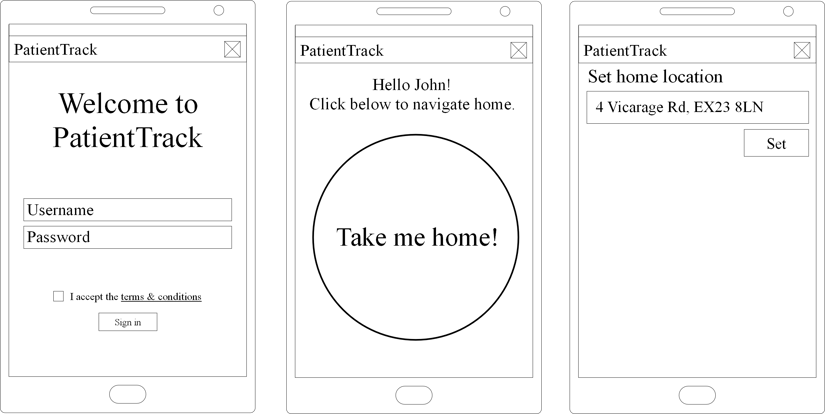 PatientTrack
Welcome to
PatientTrack
Username
Password
I accept the terms & conditions
Sign in
PatientTrack
Hello John!
Click below to navigate home.
Take me home!
PatientTrack
Set home location
4 Vicarage Rd, EX23 8LN
Set